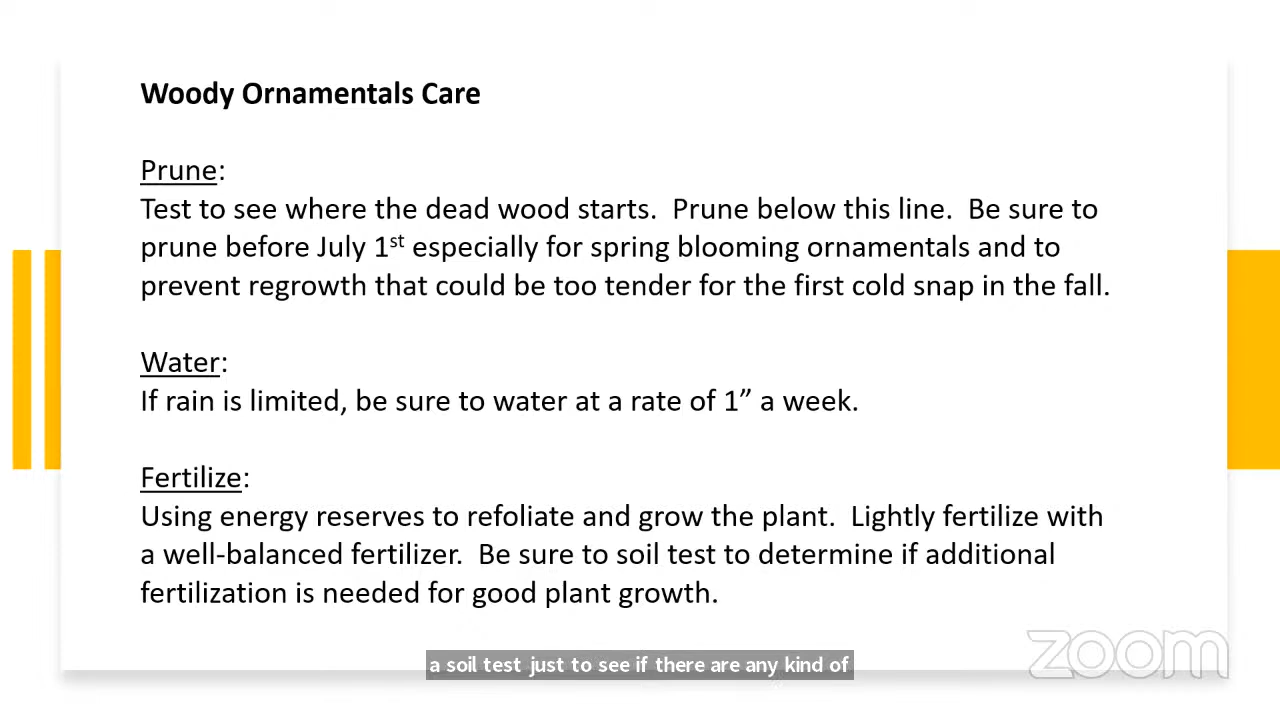 Woody Ornamentals Care
Prune:
Test to see where the dead wood starts.  Prune below this line.  Be sure to
prune before July 1st especially for spring blooming ornamentals and to
prevent regrowth that could be too tender for the first cold snap in the fall.
Water:
If rain is limited, be sure to water at a rate of 1” a week.
Fertilize:
Using energy reserves to refoliate and grow the plant.  Lightly fertilize with
a well-balanced fertilizer.  Be sure to soil test to determine if additional
fertilization is needed for good plant growth.
zoom
a soil test just to see if there are any kind of